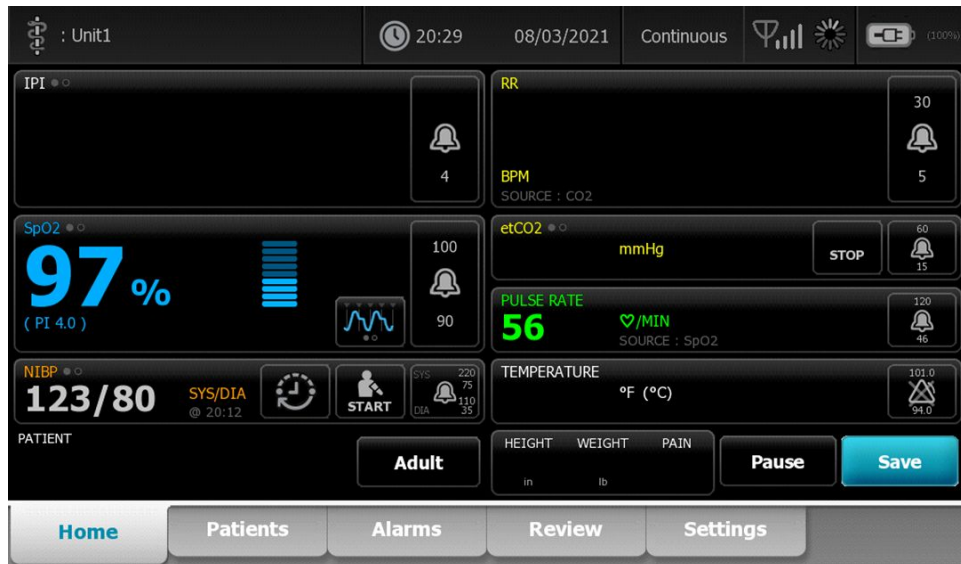 : Unit1
20:29
08/03/2021
Continuous
(100%)
IPI
4
RR
BPM
SOURCE : CO2
30
5
SpO2
97 %
( PI 4.0 )
100
90
etCO2
mmHg
STOP
60
15
PULSE RATE
56 /MIN
SOURCE : SpO2
120
46
NIBP
123/80
SYS/DIA
@ 20:12
START
SYS 220
75
110
DIA 35
TEMPERATURE
°F (°C)
101.0
94.0
PATIENT
Adult
HEIGHT WEIGHT PAIN
in lb
Pause
Save
Home Patients Alarms Review Settings